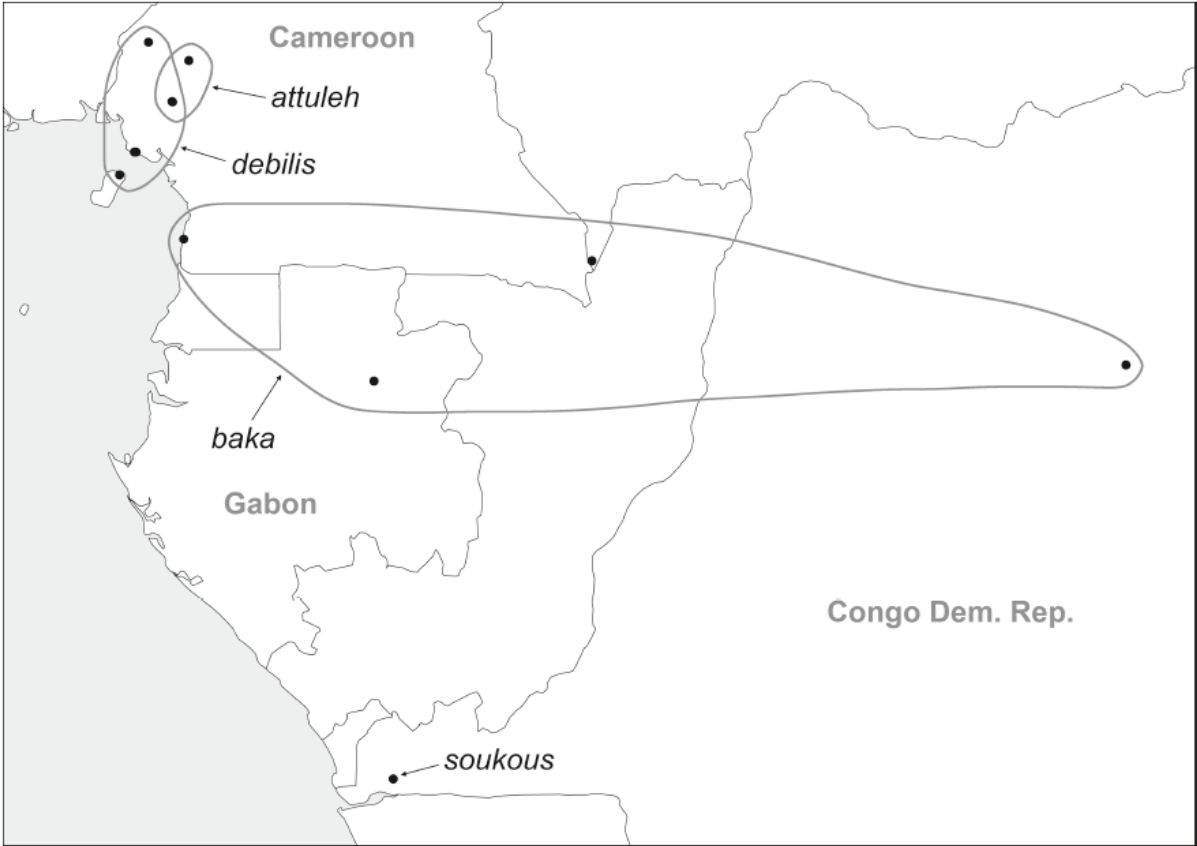 Cameroon
attuleh
debilis
baka
Gabon
Congo Dem. Rep.
soukous